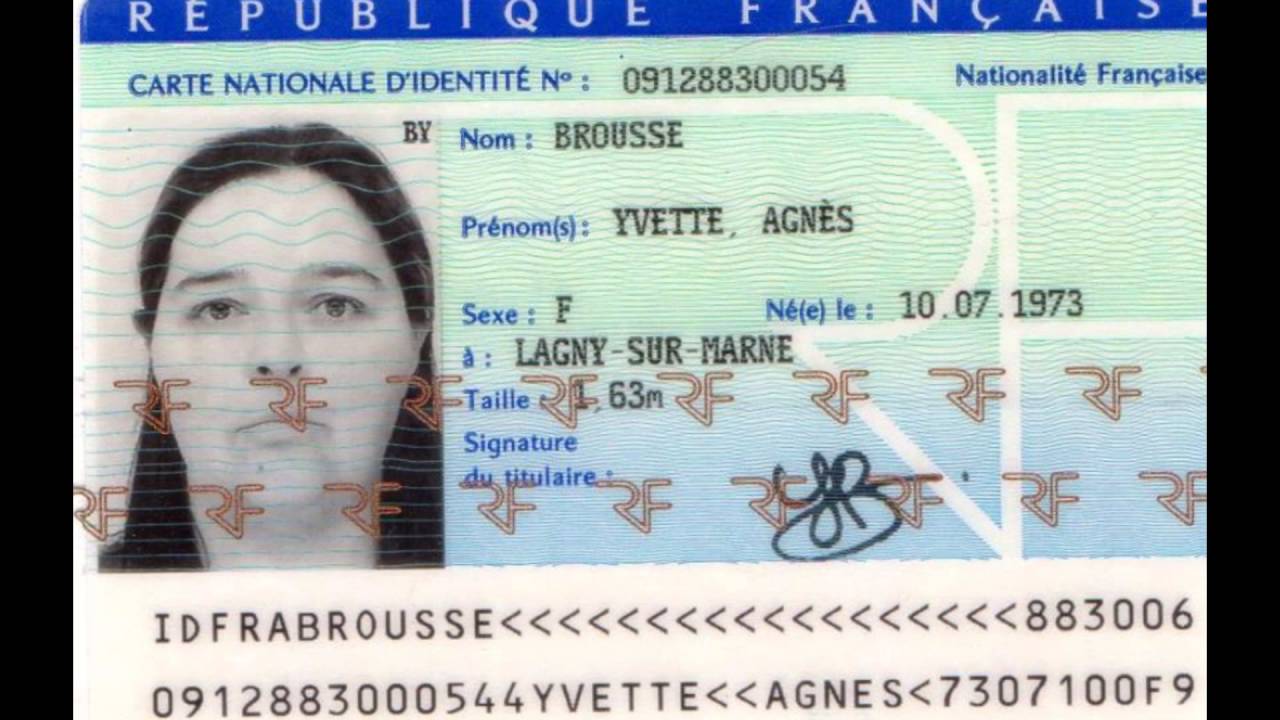 RÉPUBLIQUE FRANÇAISE
CARTE NATIONALE D'IDENTITÉ Nº : 091288300054 Nationalité Française
BY
Nom : BROUSSE
Prénom(s) : YVETTE, AGNÈS
Sexe : F Né(e) le : 10.07.1973
à : LAGNY-SUR-MARNE
Taille : 1,63m
Signature
du titulaire :
RF RF RF RF RF RF RF RF
RF RF RF RF RF RF RF RF RF
IDFRABROUSSE<<<<<<<<<<<<<<<<<<883006
0912883000544YVETTE<<AGNES<7307100F9